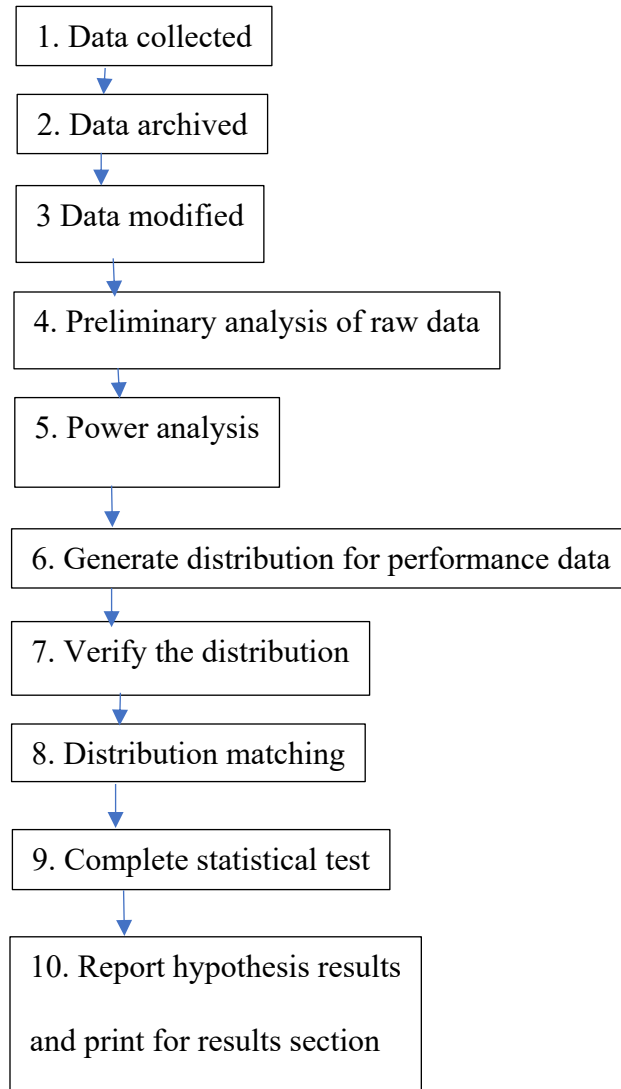 1. Data collected
2. Data archived
3 Data modified
4. Preliminary analysis of raw data
5. Power analysis
6. Generate distribution for performance data
7. Verify the distribution
8. Distribution matching
9. Complete statistical test
10. Report hypothesis results
and print for results section